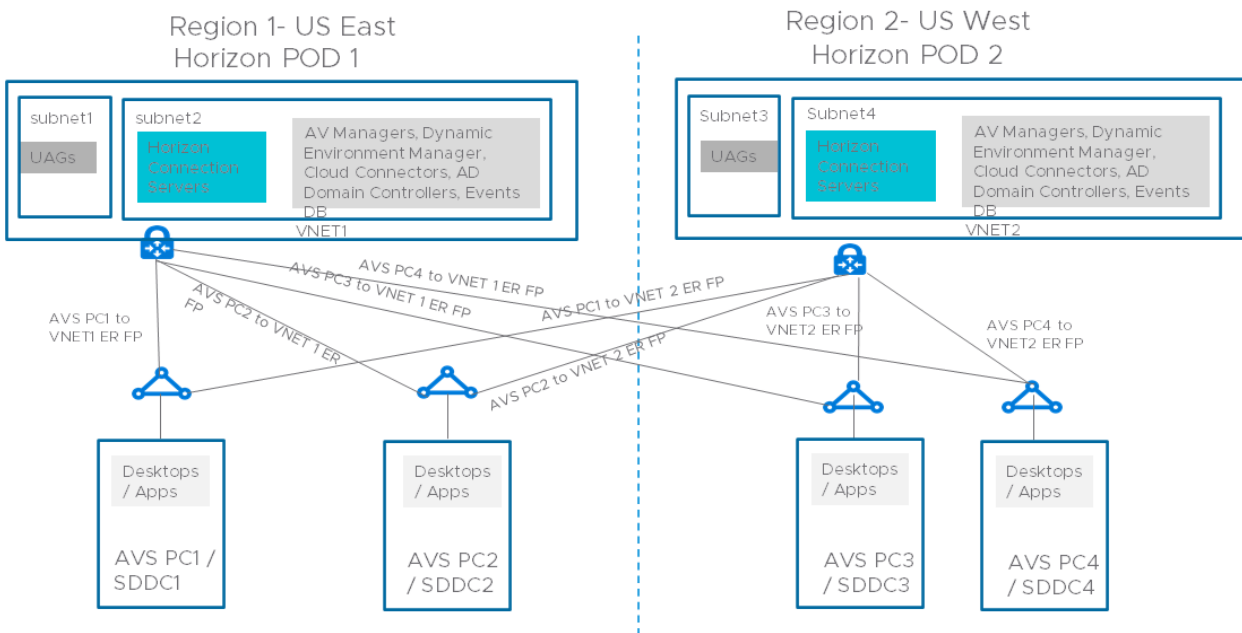 Region 1- US East
Horizon POD 1
Region 2- US West
Horizon POD 2
subnet1
UAGs
subnet2
Horizon
Connection
Servers
AV Managers, Dynamic
Environment Manager,
Cloud Connectors, AD
Domain Controllers, Events
DB
VNET1
Subnet3
UAGs
Subnet4
Horizon
Connection
Servers
AV Managers, Dynamic
Environment Manager,
Cloud Connectors, AD
Domain Controllers, Events
DB
VNET2
AVS PC1 to
VNET1 ER FP
AVS PC2 to VNET 1 ER
FP
AVS PC3 to VNET 1 ER FP
AVS PC4 to VNET 1 ER FP
AVS PC1 to VNET 2 ER FP
AVS PC2 to VNET 2 ER FP
AVS PC3 to
VNET2 ER FP
AVS PC4 to
VNET2 ER FP
Desktops
/ Apps
AVS PC1 /
SDDC1
Desktops
/ Apps
AVS PC2
/ SDDC2
Desktops
/ Apps
AVS PC3
/ SDDC3
Desktops
/ Apps
AVS PC4
/ SDDC4